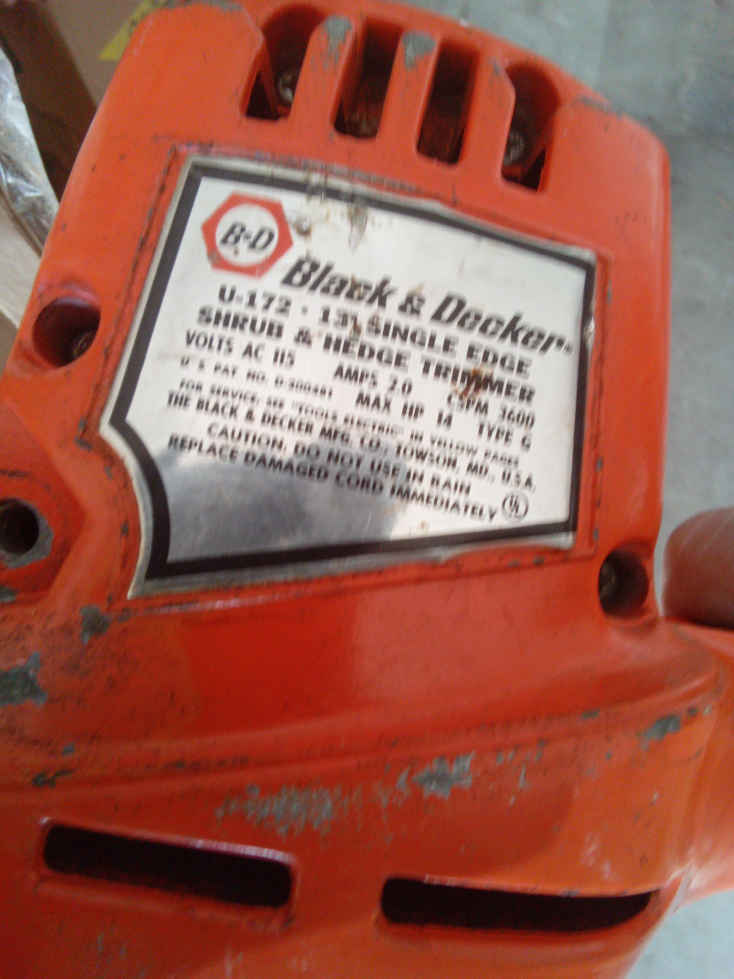 B-D
Black & Decker
U-172 · 13" SINGLE EDGE
SHRUB & HEDGE TRIMMER
VOLTS AC 115 AMPS 2.0 CSPM 3600
U S PAT. NO. MAX HP 14 TYPE G
FOR SERVICE, SEE "TOOLS ELECTRIC" IN YELLOW PAGES
THE BLACK & DECKER MFG. CO., TOWSON, MD., U.S.A.
CAUTION, DO NOT USE IN RAIN
REPLACE DAMAGED CORD IMMEDIATELY UL